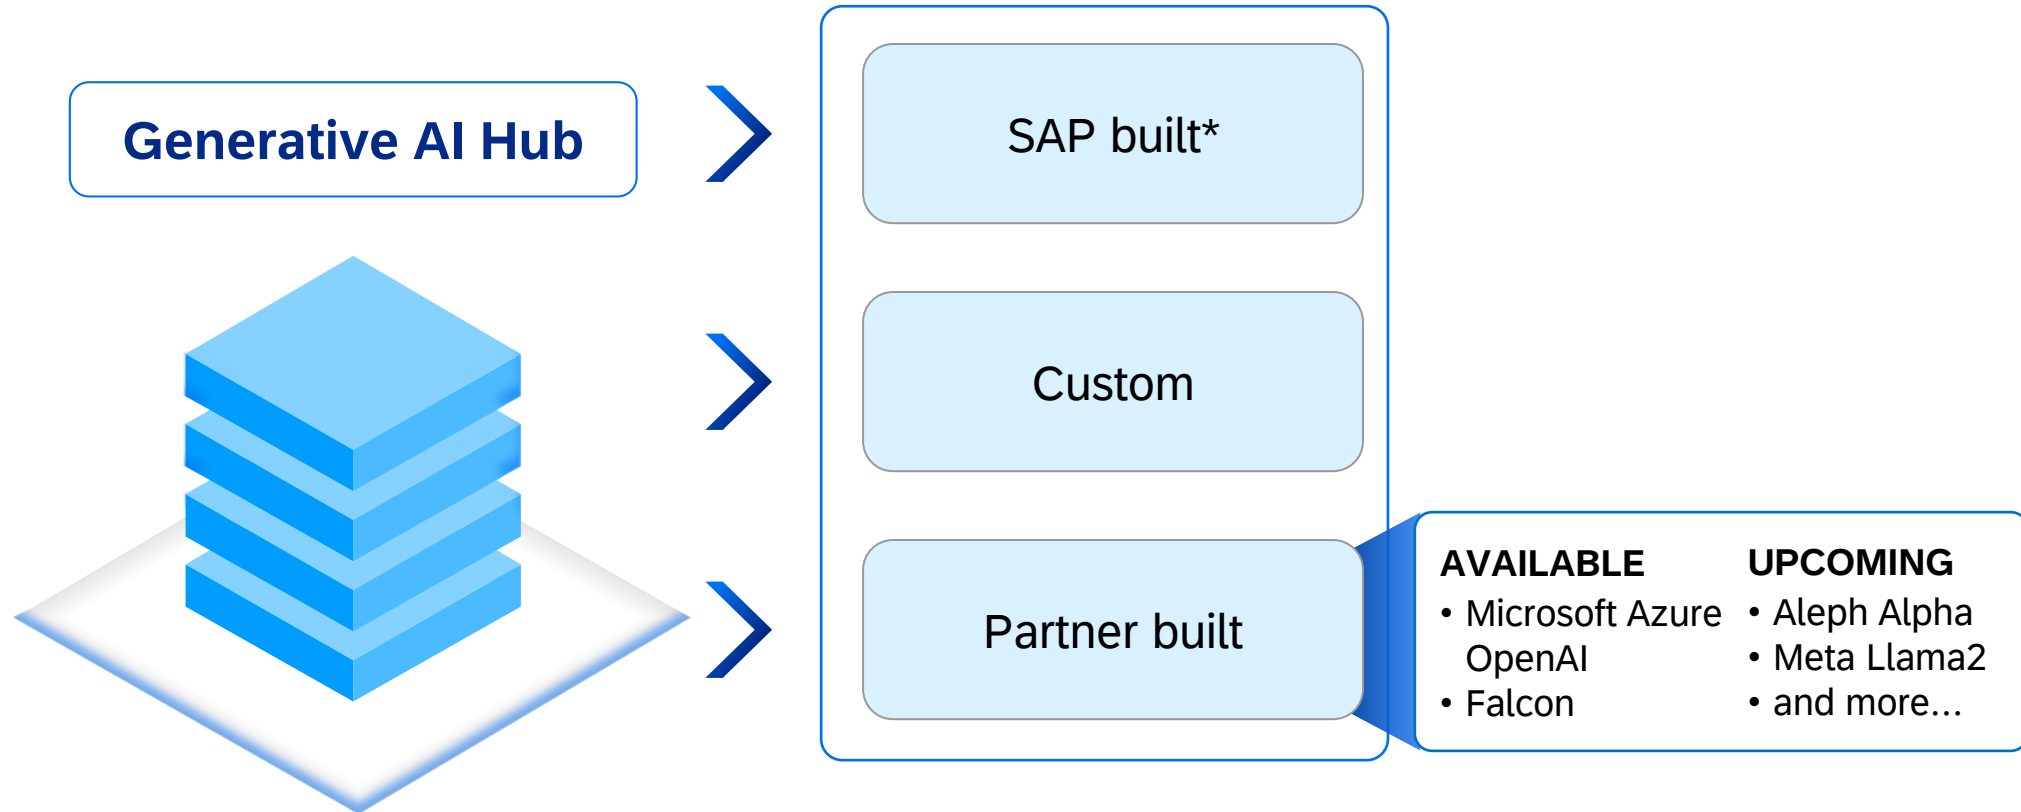 Generative AI Hub
SAP built*
Custom
Partner built
AVAILABLE
• Microsoft Azure
OpenAI
• Falcon
UPCOMING
• Aleph Alpha
• Meta Llama2
• and more...